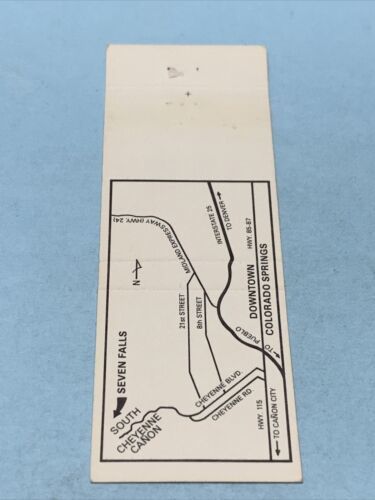 MIDLAND EXPRESSWAY (HWY. 24)
INTERSTATE 25
TO DENVER
HWY. 85-87
DOWNTOWN
COLORADO SPRINGS
N
21st STREET
8th STREET
TO PUEBLO
SEVEN FALLS
SOUTH
CHEYENNE
CAÑON
CHEYENNE BLVD.
CHEYENNE RD.
HWY. 115
TO CAÑON CITY